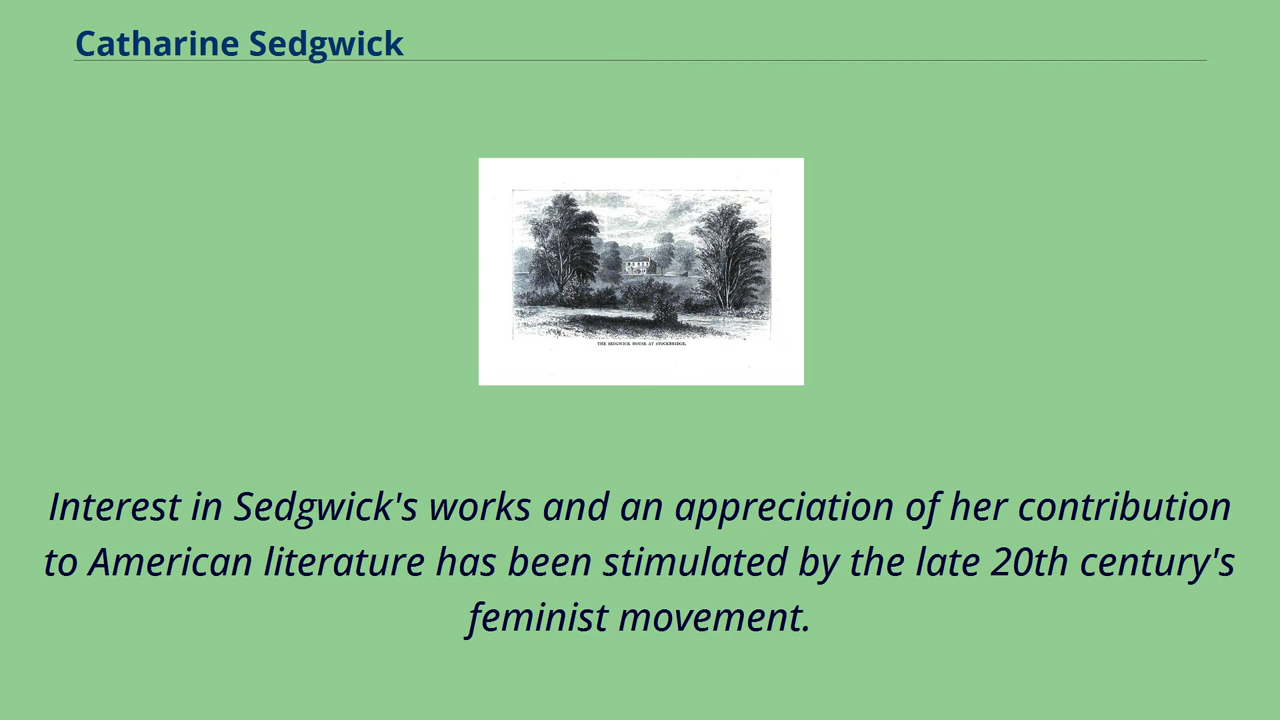 Catharine Sedgwick
THE SEDGWICK HOUSE AT STOCKBRIDGE.
Interest in Sedgwick's works and an appreciation of her contribution
to American literature has been stimulated by the late 20th century's
feminist movement.